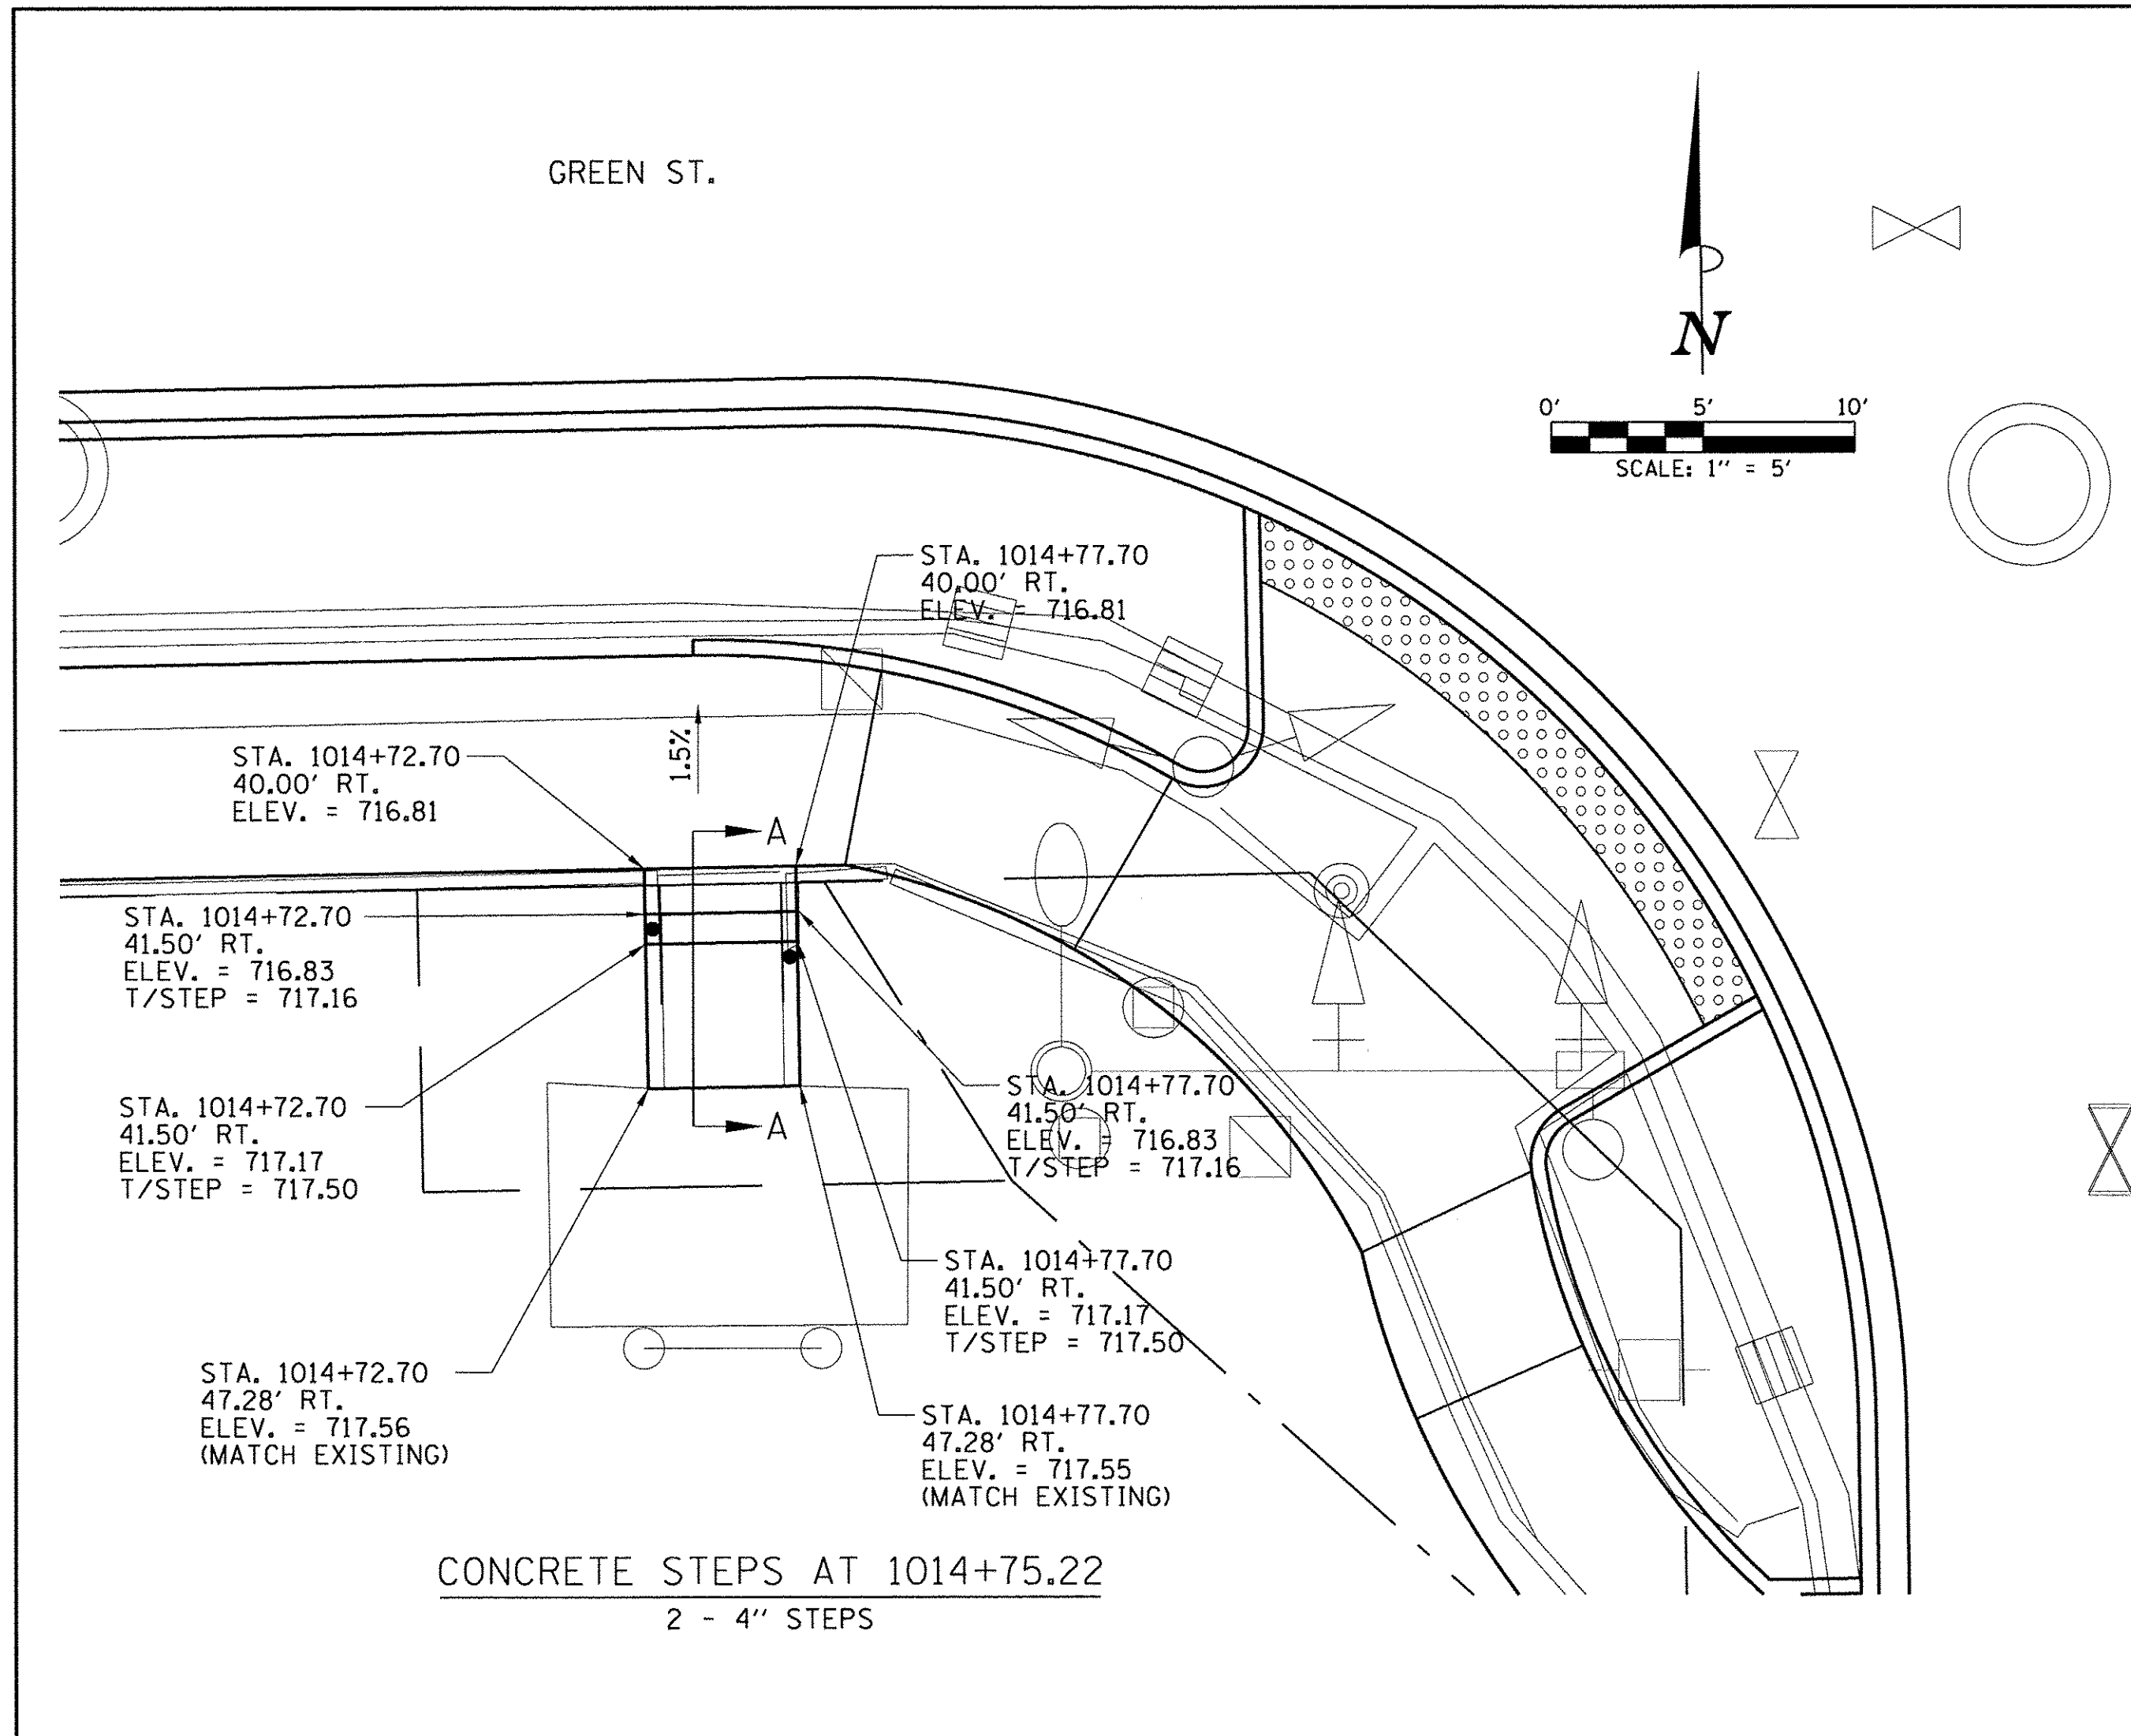 GREEN ST.
N
0' 5' 10'
SCALE: 1'' = 5'
STA. 1014+77.70
40.00' RT.
ELEV. = 716.81
1.5%
STA. 1014+72.70
40.00' RT.
ELEV. = 716.81
A
STA. 1014+72.70
41.50' RT.
ELEV. = 716.83
T/STEP = 717.16
STA. 1014+77.70
41.50' RT.
ELEV. = 716.83
T/STEP = 717.16
STA. 1014+72.70
41.50' RT.
ELEV. = 717.17
T/STEP = 717.50
A
STA. 1014+77.70
41.50' RT.
ELEV. = 717.17
T/STEP = 717.50
STA. 1014+72.70
47.28' RT.
ELEV. = 717.56
(MATCH EXISTING)
STA. 1014+77.70
47.28' RT.
ELEV. = 717.55
(MATCH EXISTING)
CONCRETE STEPS AT 1014+75.22
2 - 4'' STEPS